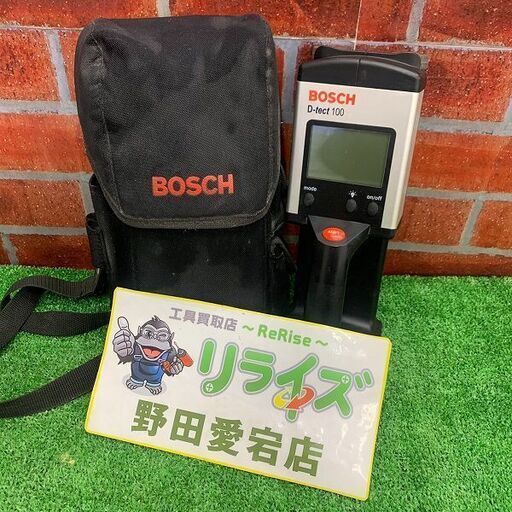 BOSCH
BOSCH
D-tect 100
mode
on/off
工具買取店
～ReRise～
リライズ
野田愛宕店